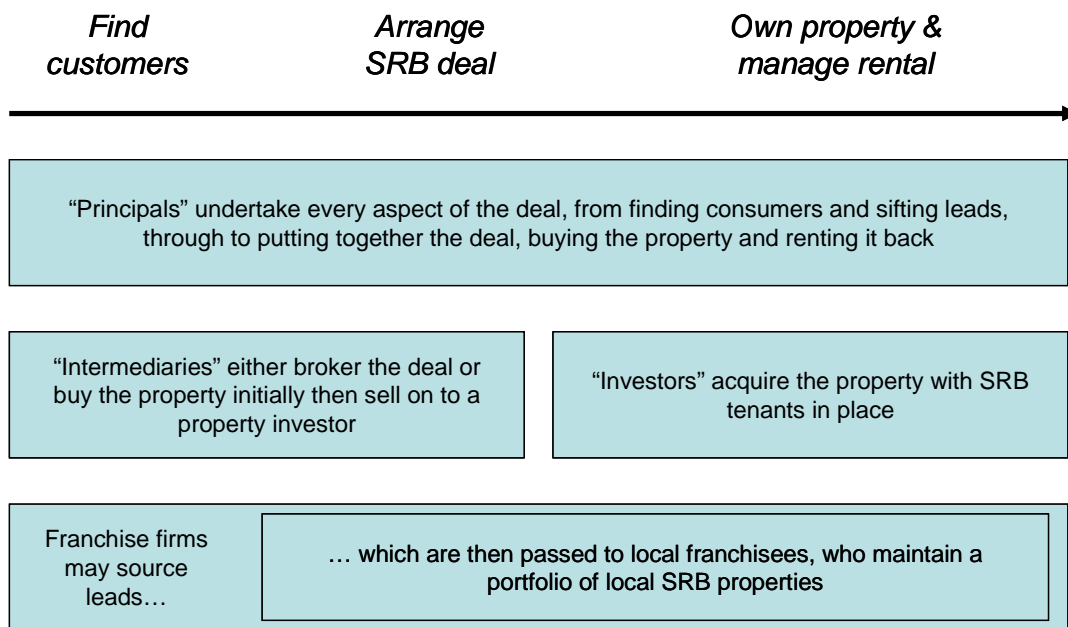 Find
customers
Arrange
SRB deal
Own property &
manage rental
“Principals” undertake every aspect of the deal, from finding consumers and sifting leads,
through to putting together the deal, buying the property and renting it back
“Intermediaries” either broker the deal or
buy the property initially then sell on to a
property investor
“Investors” acquire the property with SRB
tenants in place
Franchise firms
may source
leads…
… which are then passed to local franchisees, who maintain a
portfolio of local SRB properties